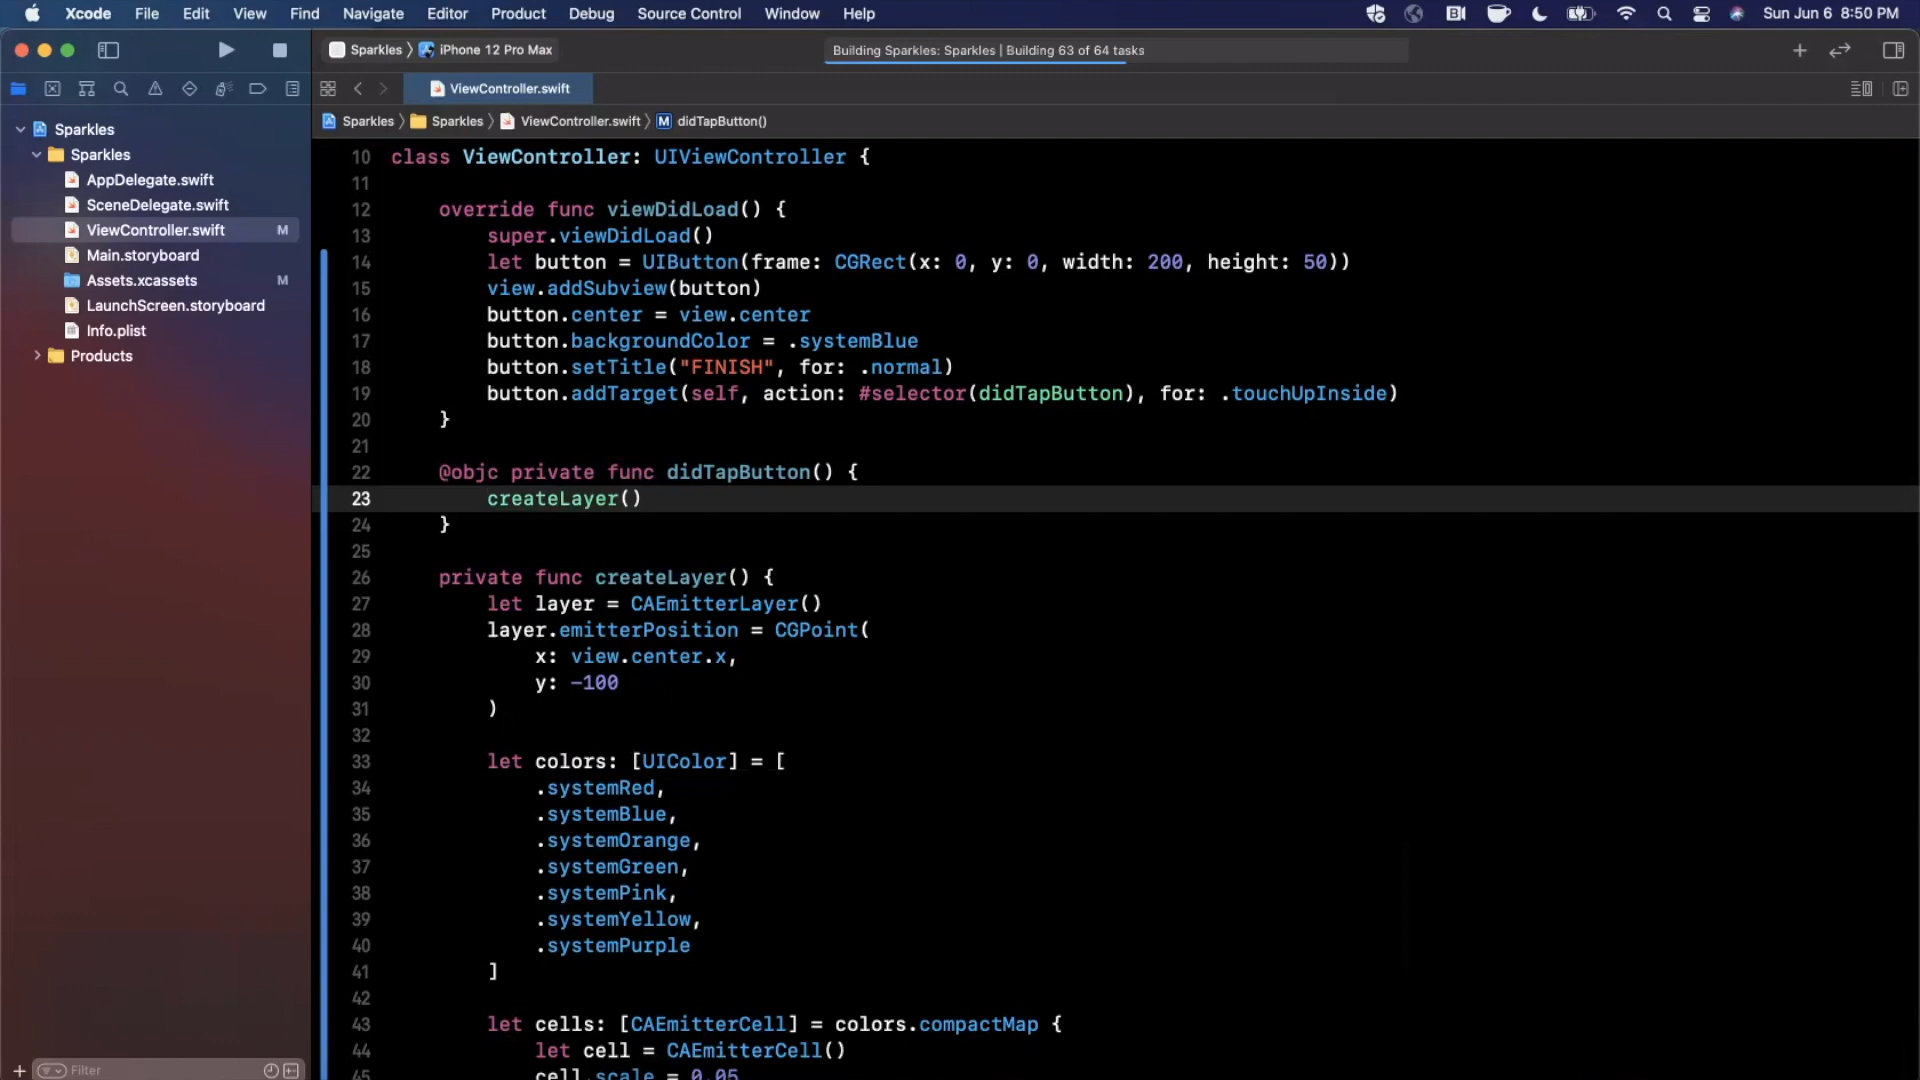 Xcode File Edit View Find Navigate Editor Product Debug Source Control Window Help Sun Jun 6 8:50 PM
Sparkles iPhone 12 Pro Max Building Sparkles: Sparkles | Building 63 of 64 tasks
ViewController.swift
Sparkles Sparkles ViewController.swift M didTapButton()
Sparkles
Sparkles
AppDelegate.swift
SceneDelegate.swift
ViewController.swift M
Main.storyboard
Assets.xcassets M
LaunchScreen.storyboard
Info.plist
Products
Filter
10 class ViewController: UIViewController {
11
12 override func viewDidLoad() {
13 super.viewDidLoad()
14 let button = UIButton(frame: CGRect(x: 0, y: 0, width: 200, height: 50))
15 view.addSubview(button)
16 button.center = view.center
17 button.backgroundColor = .systemBlue
18 button.setTitle("FINISH", for: .normal)
19 button.addTarget(self, action: #selector(didTapButton), for: .touchUpInside)
20 }
21
22 @objc private func didTapButton() {
23 createLayer()
24 }
25
26 private func createLayer() {
27 let layer = CAEmitterLayer()
28 layer.emitterPosition = CGPoint(
29 x: view.center.x,
30 y: -100
31 )
32
33 let colors: [UIColor] = [
34 .systemRed,
35 .systemBlue,
36 .systemOrange,
37 .systemGreen,
38 .systemPink,
39 .systemYellow,
40 .systemPurple
41 ]
42
43 let cells: [CAEmitterCell] = colors.compactMap {
44 let cell = CAEmitterCell()
45 cell.scale = 0.05